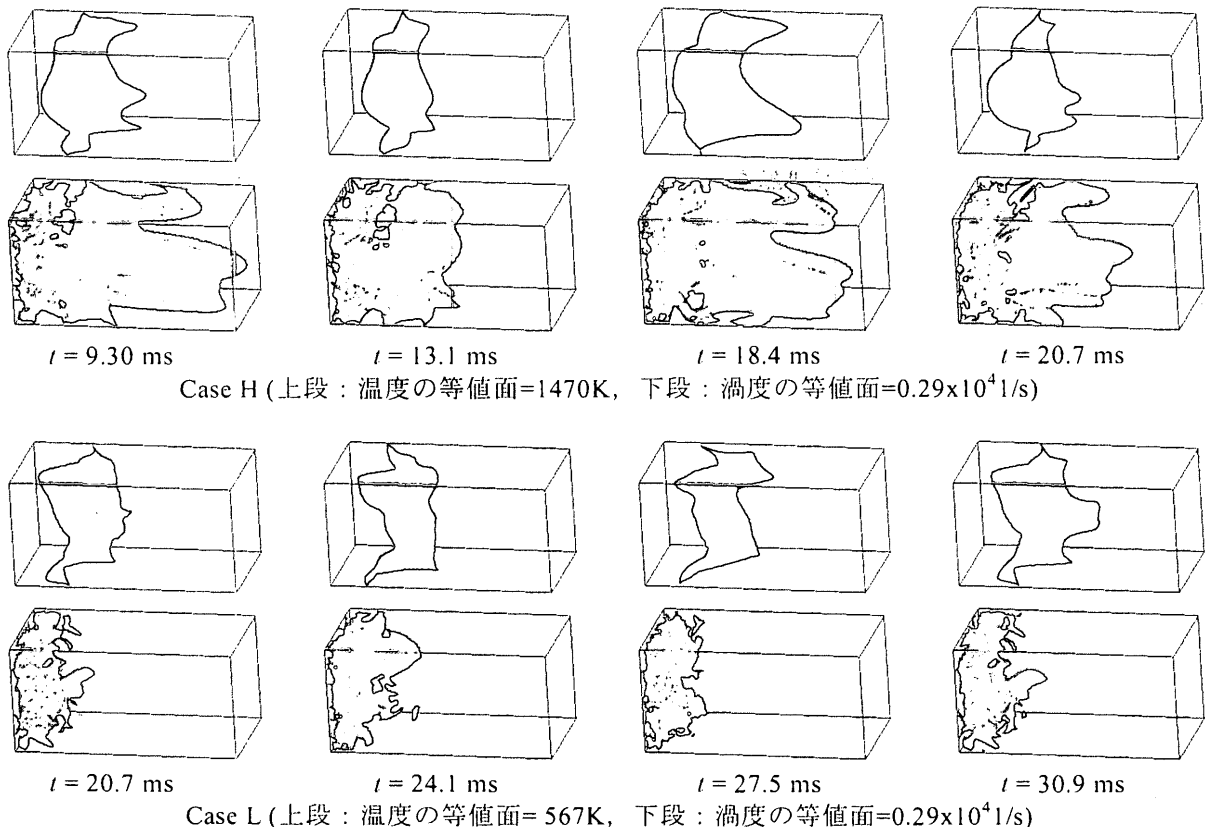 t = 9.30 ms
t = 13.1 ms
t = 18.4 ms
t = 20.7 ms
Case H (上段：温度の等値面=1470K, 下段：渦度の等値面=0.29x10⁴1/s)
t = 20.7 ms
t = 24.1 ms
t = 27.5 ms
t = 30.9 ms
Case L (上段：温度の等値面= 567K, 下段：渦度の等値面=0.29x10⁴1/s)